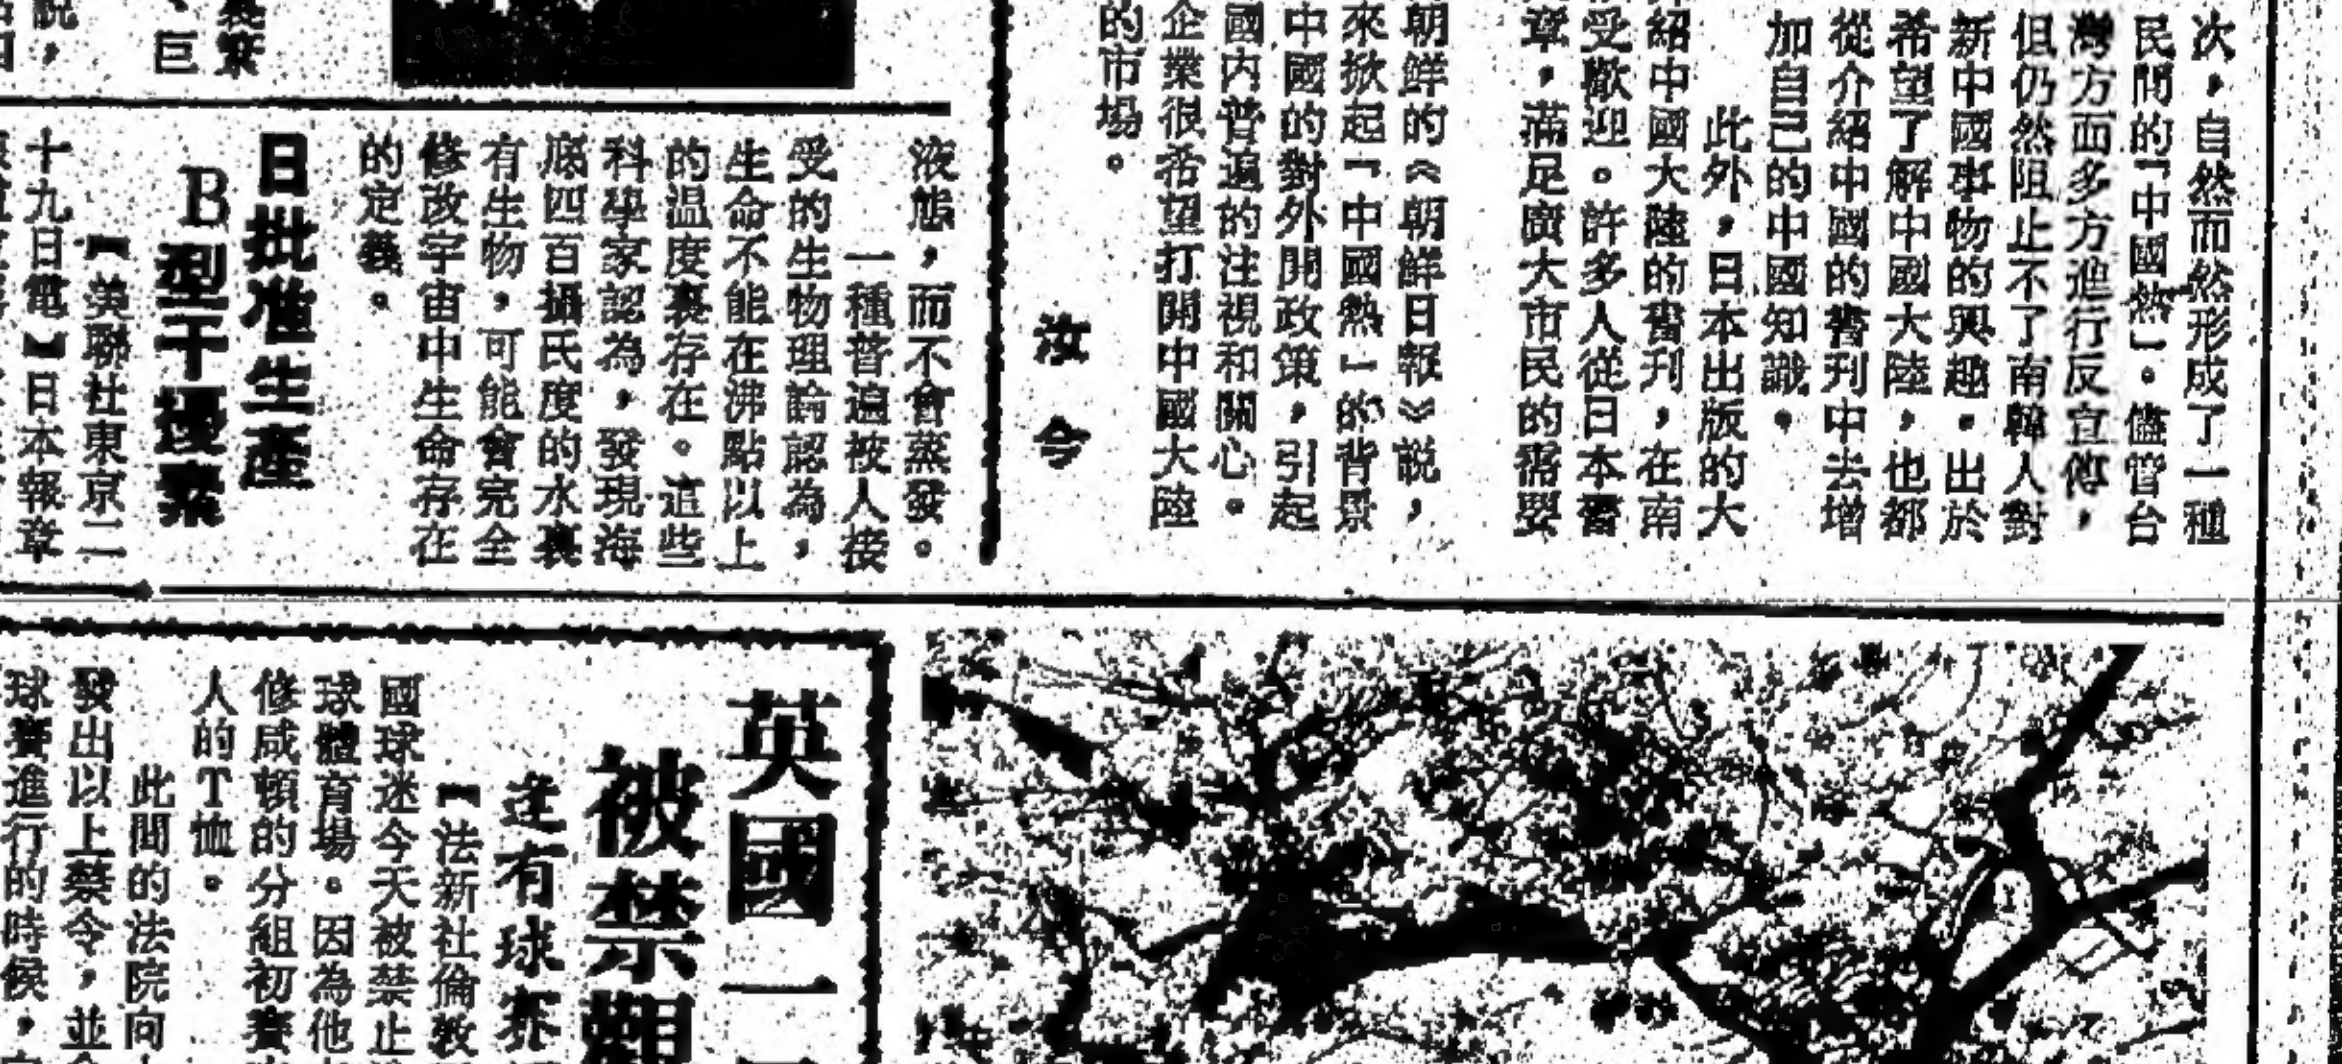 次，自然而然形成了一種
民間的「中國熱」。儘管台
灣方面多方進行反宣傳，
但仍然阻止不了南韓人對
新中國事物的興趣。出於
希望了解中國大陸，也都
從介紹中國的書刊中去增
加自己的中國知識。
此外，日本出版的大
紹中國大陸的書刊，在南
受歡迎。許多人從日本書
章，滿足廣大市民的需要
朝鮮的《朝鮮日報》説，
來掀起「中國熱」的背景
中國的對外開政策，引起
國内普遍的注視和關心。
企業很希望打開中國大陸
的市場。
汝今
液態，而不會蒸發。
一種普遍被人接
受的生物理論認為，
生命不能在沸點以上
的温度裏存在。這些
科學家認為，發現海
底四百攝氏度的水裏
有生物，可能會完全
修改宇宙中生命存在
的定義。
日批准生產
B型干擾素
【美聯社東京二
十九日電】日本報章
英國一
被禁觀
逢有球賽
【法新社倫敦
國球迷今天被禁止
球體育場。因為他
修咸頓的分組初賽
人的T恤。
此間的法院向
發出以上禁令，並
球賽進行的時候，